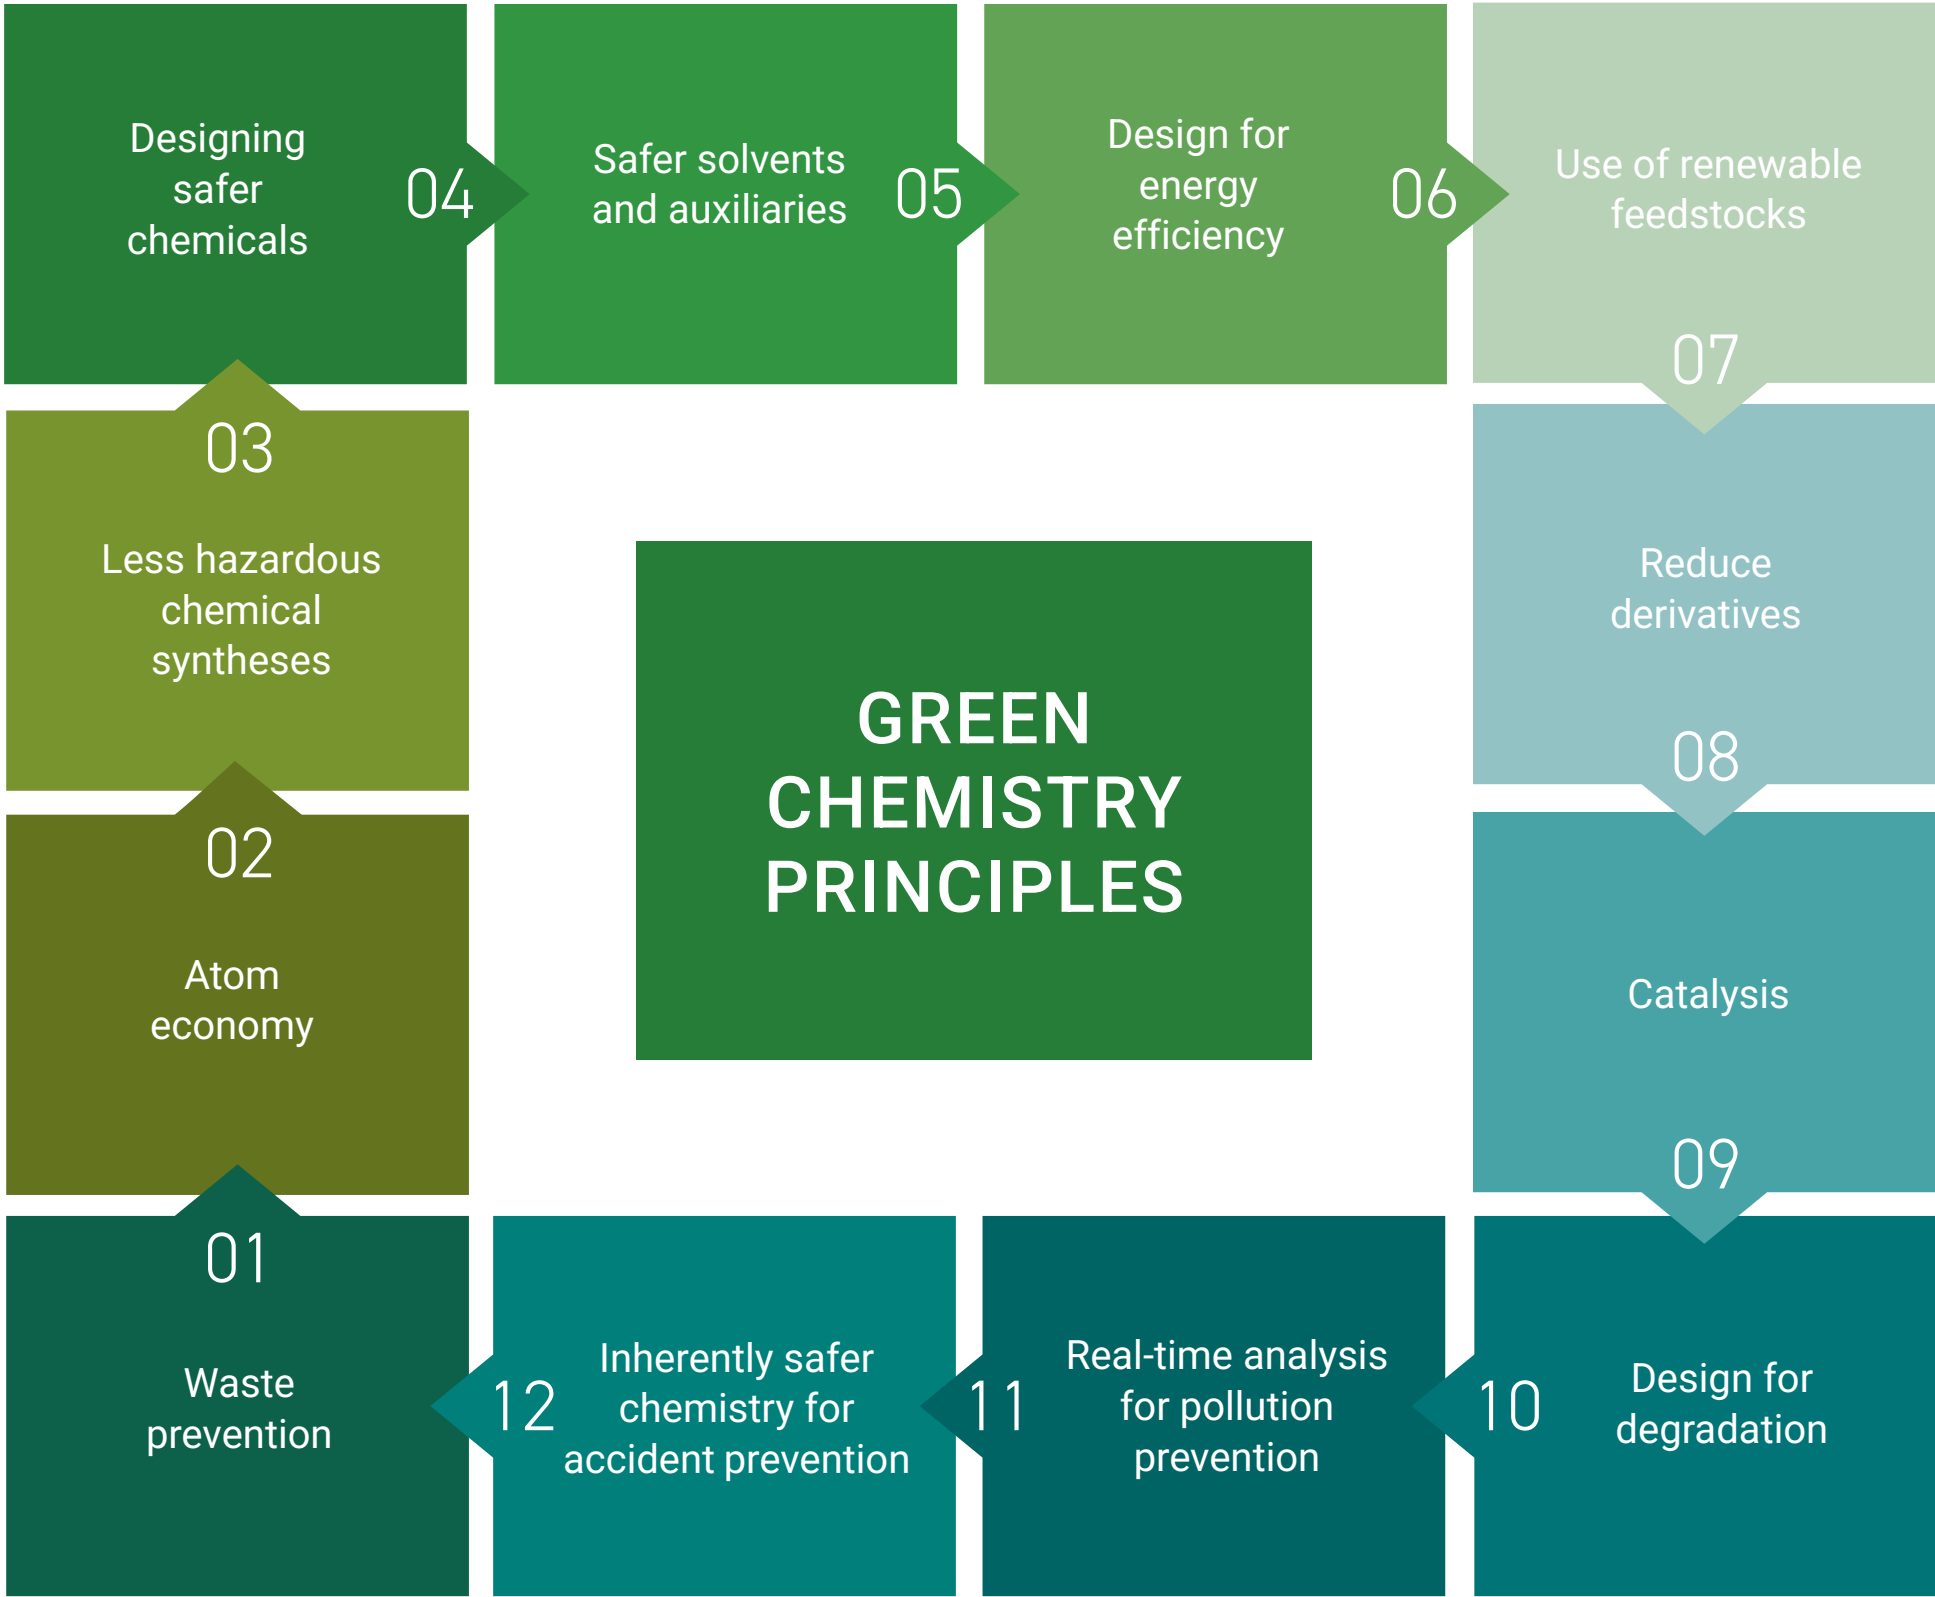 Designing
safer
chemicals
04
Safer solvents
and auxiliaries
05
Design for
energy
efficiency
06
Use of renewable
feedstocks
07
03
Less hazardous
chemical
syntheses
Reduce
derivatives
08
GREEN
CHEMISTRY
PRINCIPLES
02
Atom
economy
Catalysis
09
01
Waste
prevention
12
Inherently safer
chemistry for
accident prevention
11
Real-time analysis
for pollution
prevention
10
Design for
degradation